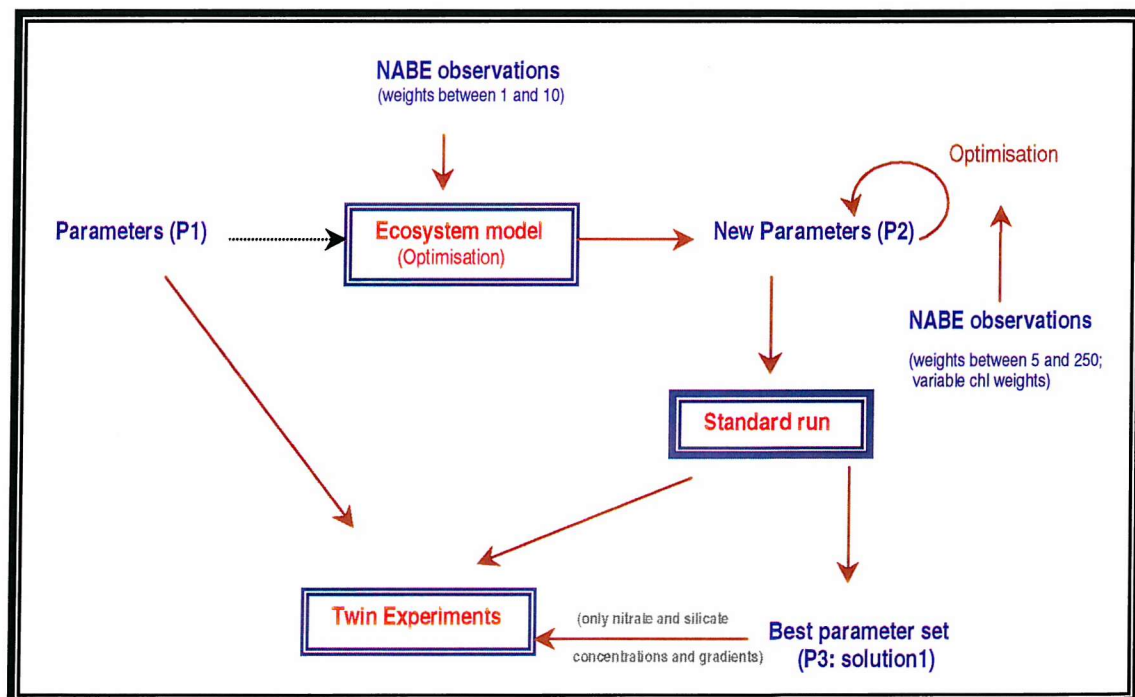 NABE observations
(weights between 1 and 10)
Optimisation
Parameters (P1)
Ecosystem model
(Optimisation)
New Parameters (P2)
NABE observations
(weights between 5 and 250;
variable chl weights)
Standard run
Twin Experiments
(only nitrate and silicate
concentrations and gradients)
Best parameter set
(P3: solution1)